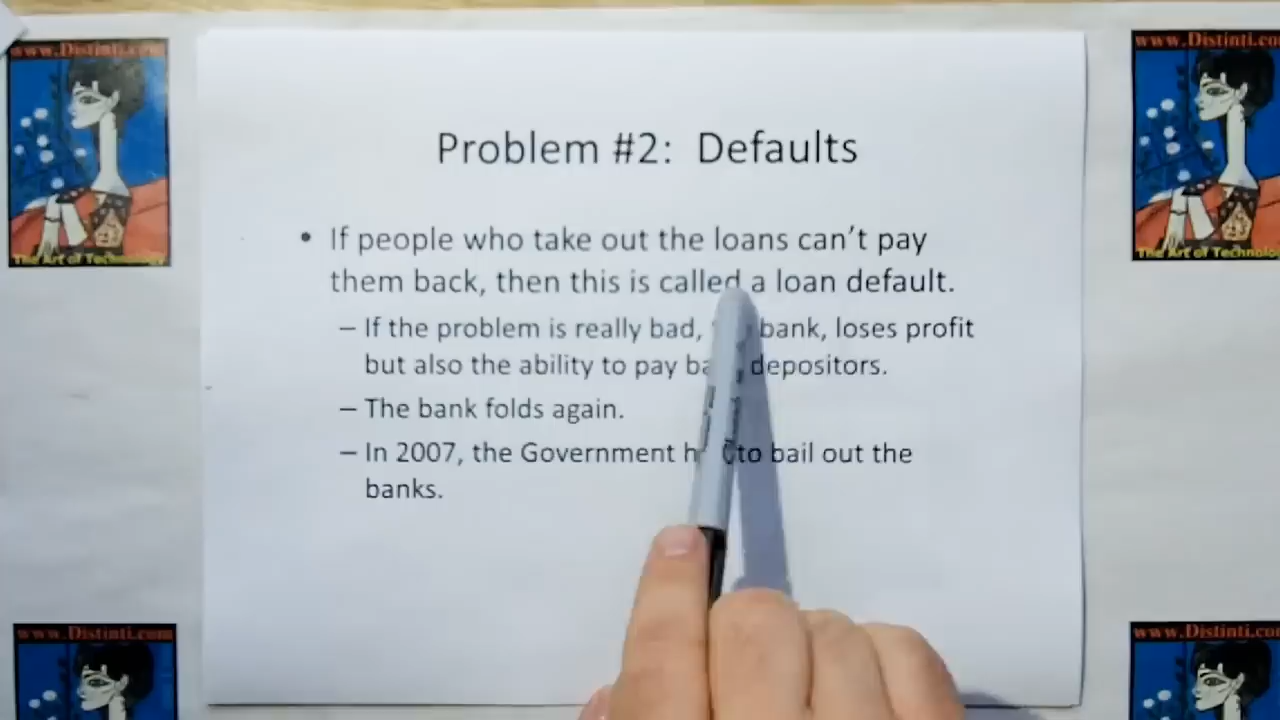 www.Distinti.com
www.Distinti.co
Problem #2: Defaults
• If people who take out the loans can't pay
them back, then this is called a loan default.
– If the problem is really bad, bank, loses profit
but also the ability to pay depositors.
– The bank folds again.
– In 2007, the Government to bail out the
banks.
The Art of Technology
The Art of Technolo
www.Distinti.com
www.Distinti.co